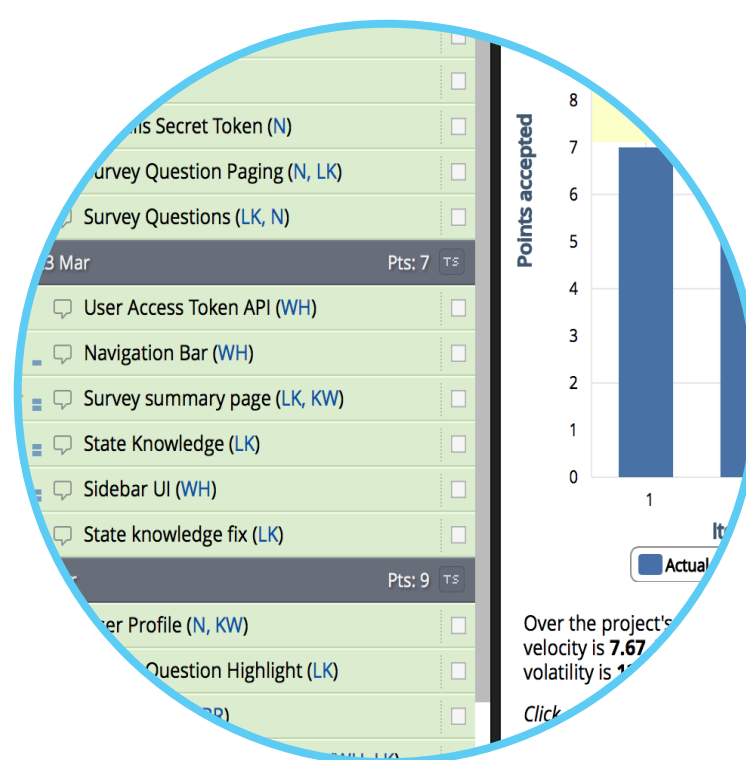 Secret Token (N)
Survey Question Paging (N, LK)
Survey Questions (LK, N)
3 Mar Pts: 7 TS
User Access Token API (WH)
Navigation Bar (WH)
Survey summary page (LK, KW)
State Knowledge (LK)
Sidebar UI (WH)
State knowledge fix (LK)
Pts: 9 TS
Profile (N, KW)
Question Highlight (LK)
Points accepted
8
7
6
5
4
3
2
1
0
1
Actual
Over the project's
velocity is 7.67
volatility is
Click